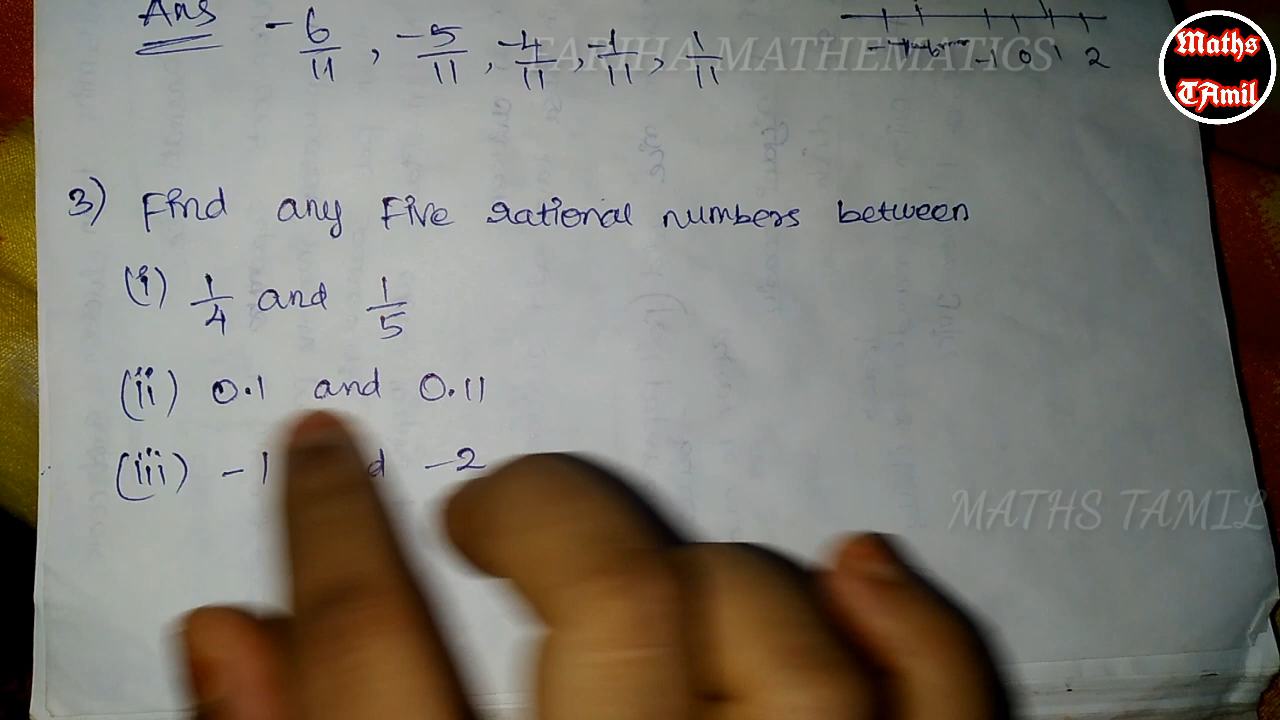 Ans -6/11, -5/11, -4/11, -1/11, 1/11
-1 0 1 2
FARHHA MATHEMATICS
Maths
TAmil
3) Find any Five rational numbers between
(i) 1/4 and 1/5
(ii) 0.1 and 0.11
(iii) -1 d -2
MATHS TAMIL